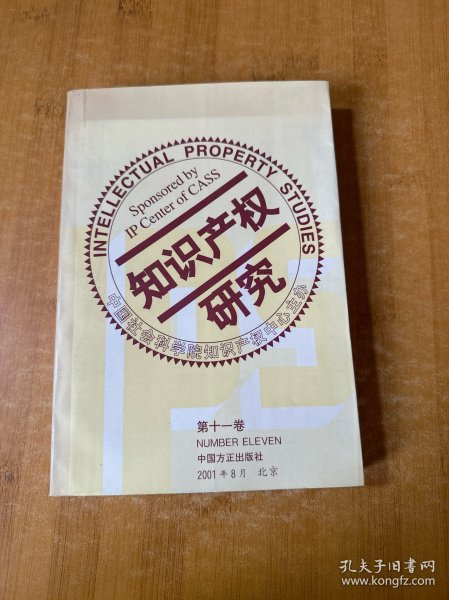 INTELLECTUAL PROPERTY STUDIES
Sponsored by
IP Center of CASS
知识产权
研究
中国社会科学院知识产权中心主办
第十一卷
NUMBER ELEVEN
中国方正出版社
2001年8月 北京
孔夫子旧书网
www.kongfz.com